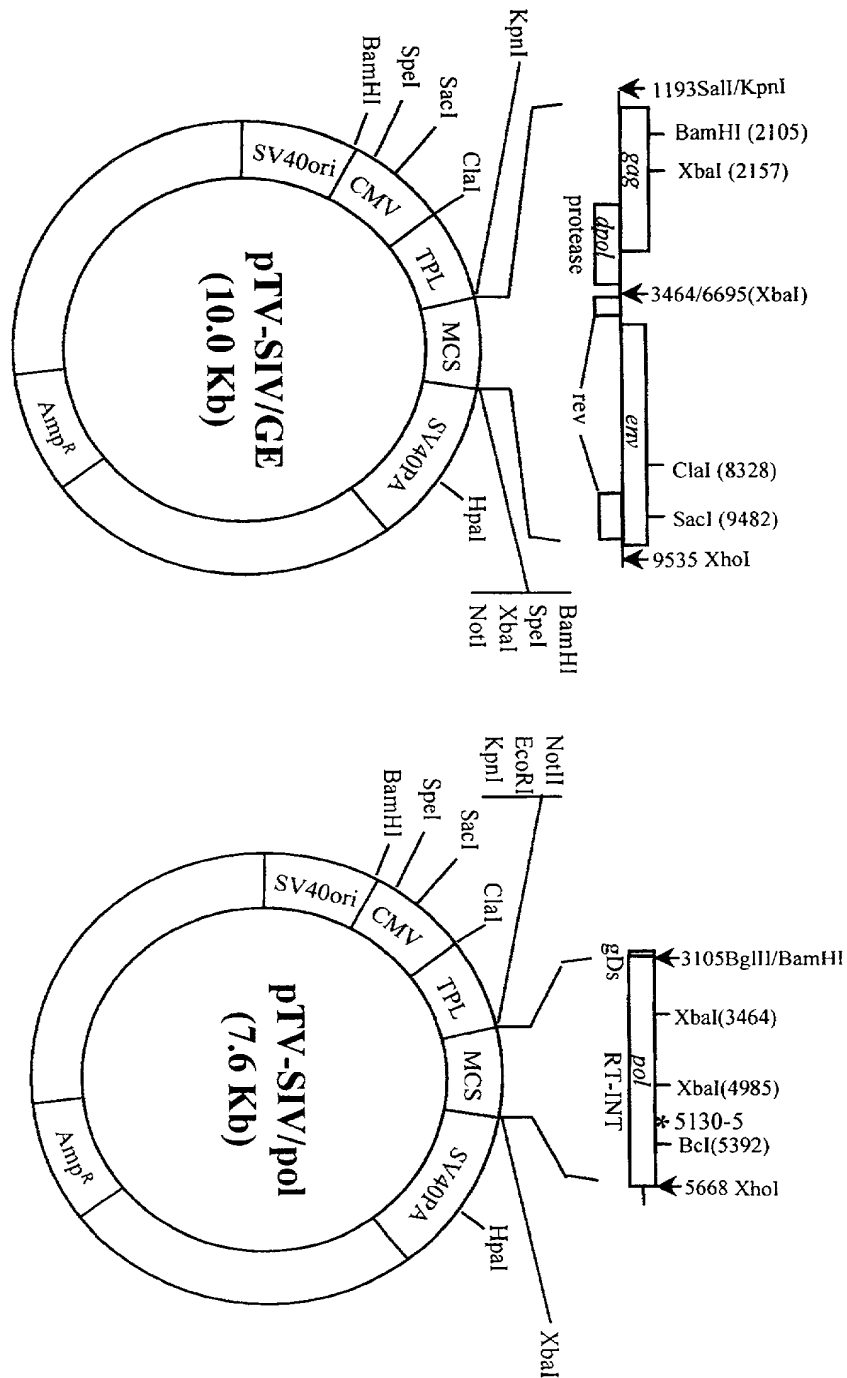 1193SalI/KpnI
BamHI (2105)
XbaI (2157)
gag
dpol
protease
3464/6695(XbaI)
rev
env
ClaI (8328)
SacI (9482)
9535 XhoI
KpnI
SacI
SpeI
BamHI
ClaI
SV40ori
CMV
TPL
MCS
SV40PA
HpaI
Amp^R
pTV-SIV/GE
(10.0 Kb)
BamHI
SpeI
XbaI
NotI
NotII
EcoRI
KpnI
SacI
SpeI
BamHI
ClaI
SV40ori
CMV
TPL
MCS
SV40PA
HpaI
Amp^R
pTV-SIV/pol
(7.6 Kb)
XbaI
gDs
3105BglII/BamHI
XbaI(3464)
pol
RT-INT
XbaI(4985)
* 5130-5
BcI(5392)
5668 XhoI